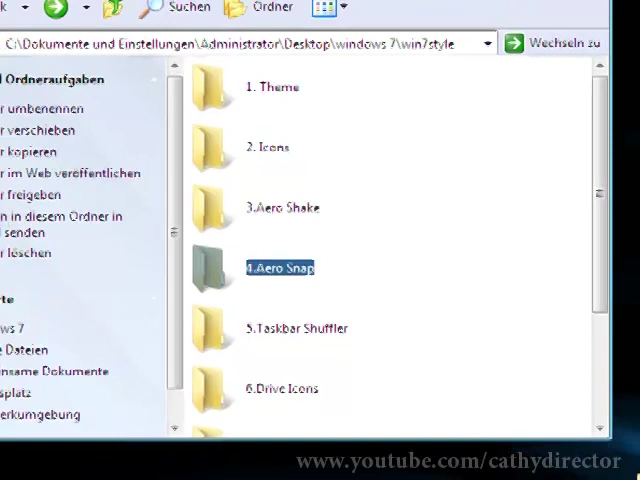 k Suchen Ordner
C:\Dokumente und Einstellungen\Administrator\Desktop\windows 7\win7style Wechseln zu
Ordneraufgaben
r umbenennen
r verschieben
r kopieren
r im Web veröffentlichen
r freigeben
n in diesem Ordner in
senden
r löschen
rte
ws 7
e Dateien
nsame Dokumente
splatz
erkumgebung
1. Theme
2. Icons
3.Aero Shake
4.Aero Snap
5.Taskbar Shuffler
6.Drive Icons
www.youtube.com/cathydirector